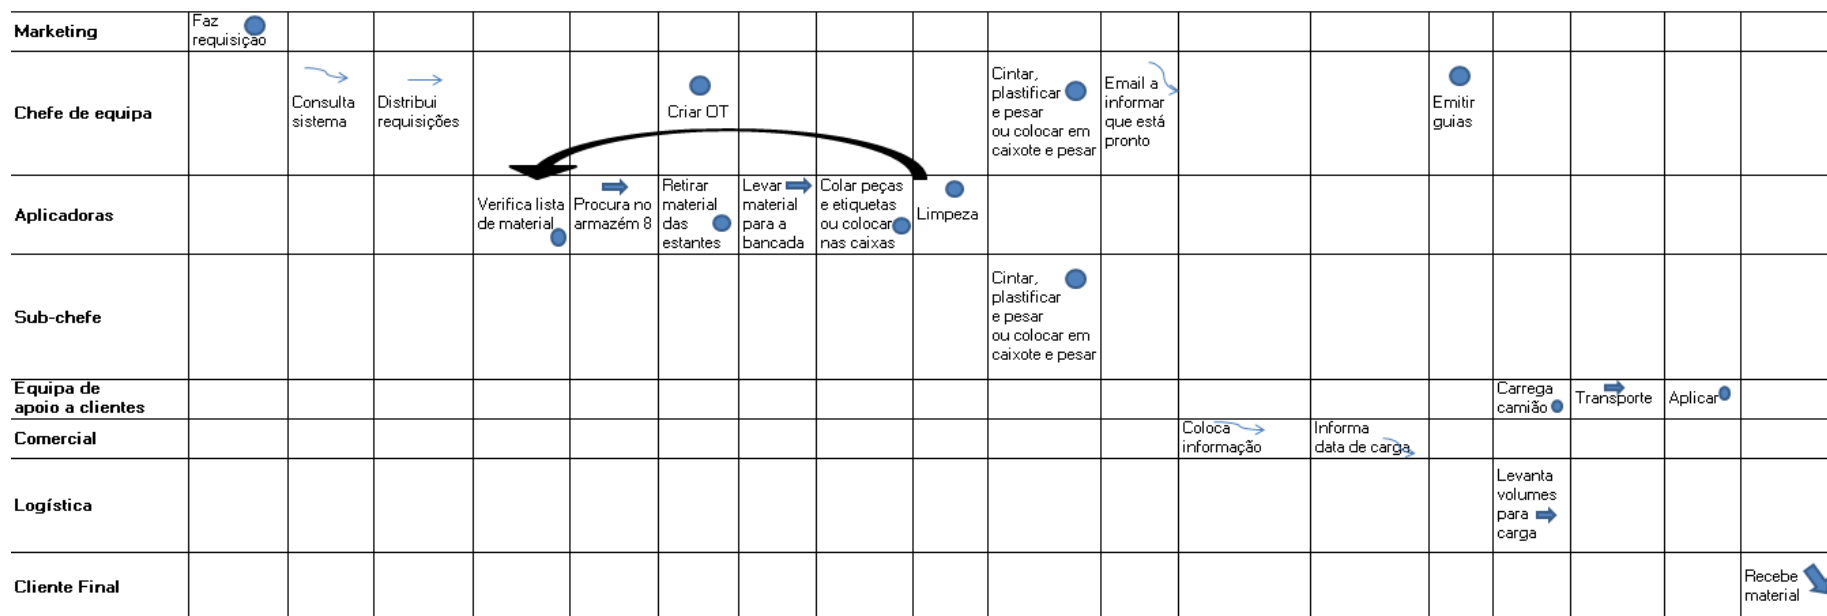 Marketing
Faz
requisição
Chefe de equipa
Consulta
sistema
Distribui
requisições
Criar OT
Cintar,
plastificar
e pesar
ou colocar em
caixote e pesar
Email a
informar
que está
pronto
Emitir
guias
Aplicadoras
Verifica lista
de material
Procura no
armazém 8
Retirar
material
das
estantes
Levar
material
para a
bancada
Colar peças
e etiquetas
ou colocar
nas caixas
Limpeza
Sub-chefe
Cintar,
plastificar
e pesar
ou colocar em
caixote e pesar
Equipa de
apoio a clientes
Carrega
camião
Transporte
Aplicar
Comercial
Coloca
informação
Informa
data de carga
Logística
Levanta
volumes
para
carga
Cliente Final
Recebe
material